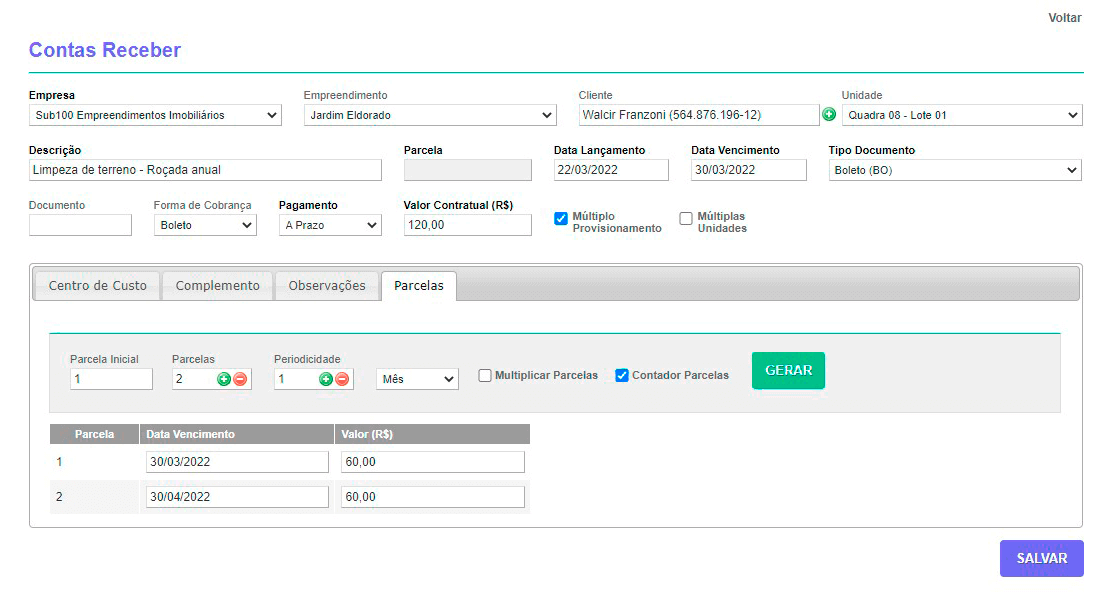 Voltar
Contas Receber
Empresa Empreendimento Cliente Unidade
Sub100 Empreendimentos Imobiliários Jardim Eldorado Walcir Franzoni (564.876.196-12) Quadra 08 - Lote 01
Descrição Parcela Data Lançamento Data Vencimento Tipo Documento
Limpeza de terreno - Roçada anual 22/03/2022 30/03/2022 Boleto (BO)
Documento Forma de Cobrança Pagamento Valor Contratual (R$)
Boleto A Prazo 120,00
Múltiplo Provisionamento
Múltiplas Unidades
Centro de Custo Complemento Observações Parcelas
Parcela Inicial Parcelas Periodicidade
1 2 1 Mês Multiplicar Parcelas Contador Parcelas GERAR
Parcela Data Vencimento Valor (R$)
1 30/03/2022 60,00
2 30/04/2022 60,00
SALVAR